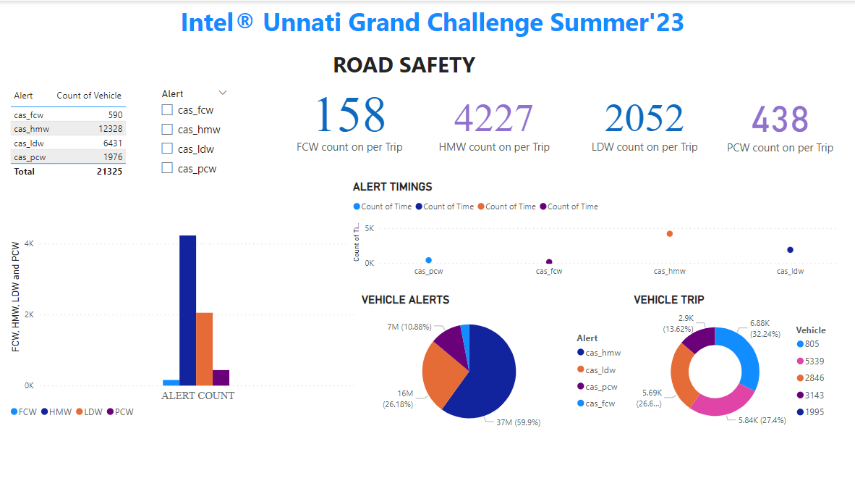 Intel® Unnati Grand Challenge Summer'23
ROAD SAFETY
Alert Count of Vehicle
cas_fcw 590
cas_hmw 12328
cas_ldw 6431
cas_pcw 1976
Total 21325
Alert
cas_fcw
cas_hmw
cas_ldw
cas_pcw
158
FCW count on per Trip
4227
HMW count on per Trip
2052
LDW count on per Trip
438
PCW count on per Trip
ALERT TIMINGS
Count of Time Count of Time Count of Time Count of Time
Count of Ti...
5K
0K
cas_pcw cas_fcw cas_hmw cas_ldw
FCW, HMW, LDW and PCW
4K
2K
0K
ALERT COUNT
FCW HMW LDW PCW
VEHICLE ALERTS
7M (10.88%)
16M
(26.18%)
37M (59.9%)
Alert
cas_hmw
cas_ldw
cas_pcw
cas_fcw
VEHICLE TRIP
2.9K
(13.62%)
6.88K
(32.24%)
5.69K
(26.6...)
5.84K (27.4%)
Vehicle
805
5339
2846
3143
1995